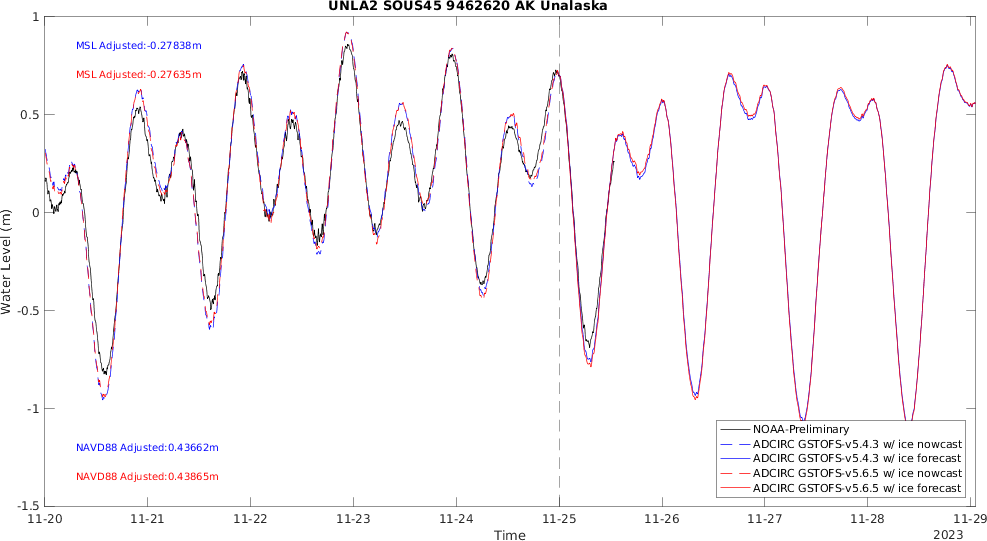 UNLA2 SOUS45 9462620 AK Unalaska
1
MSL Adjusted:-0.27838m
MSL Adjusted:-0.27635m
0.5
0
Water Level (m)
-0.5
-1
NOAA-Preliminary
NAVD88 Adjusted:0.43662m
ADCIRC GSTOFS-v5.4.3 w/ ice nowcast
ADCIRC GSTOFS-v5.4.3 w/ ice forecast
NAVD88 Adjusted:0.43865m
ADCIRC GSTOFS-v5.6.5 w/ ice nowcast
ADCIRC GSTOFS-v5.6.5 w/ ice forecast
-1.5
11-20 11-21 11-22 11-23 11-24 11-25 11-26 11-27 11-28 11-29
Time
2023